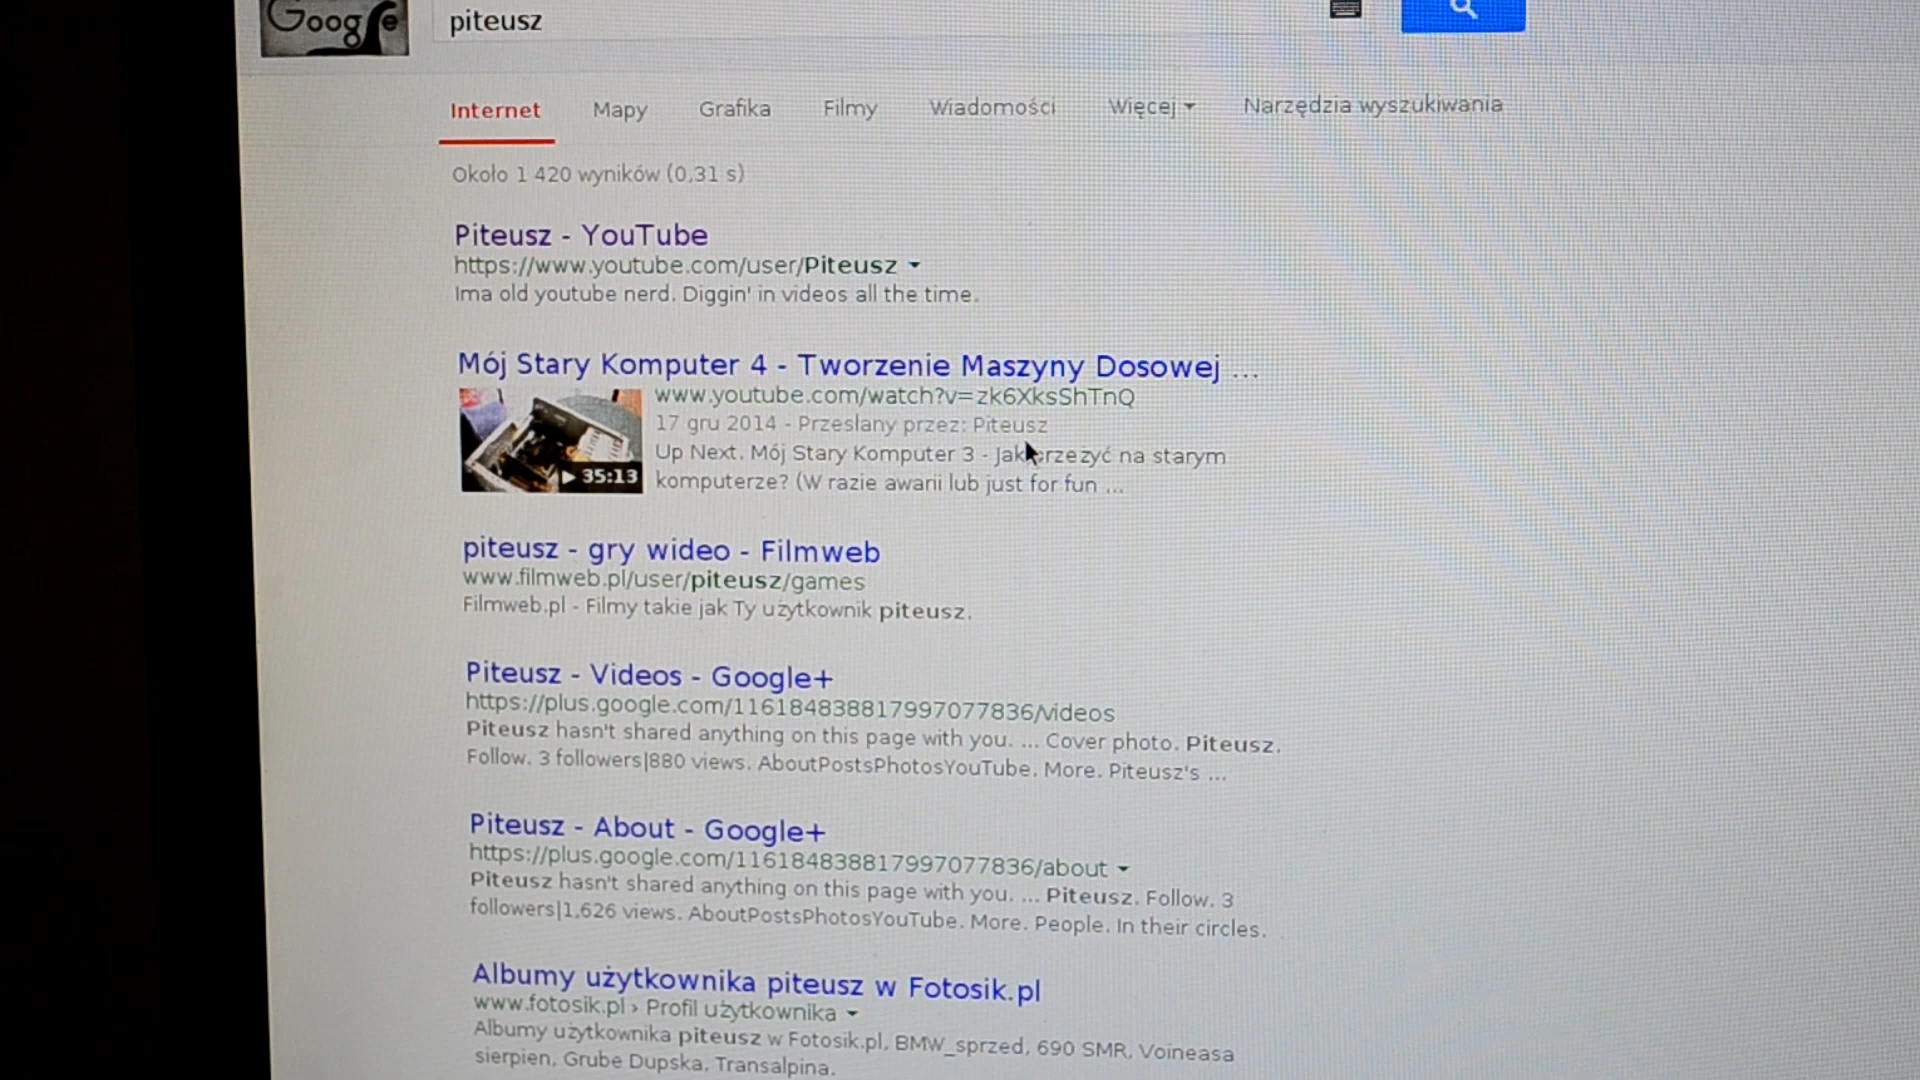 Google
piteusz
Internet Mapy Grafika Filmy Wiadomości Więcej Narzędzia wyszukiwania
Około 1 420 wyników (0,31 s)
Piteusz - YouTube
https://www.youtube.com/user/Piteusz
Ima old youtube nerd. Diggin' in videos all the time.
Mój Stary Komputer 4 - Tworzenie Maszyny Dosowej ...
www.youtube.com/watch?v=zk6XksShTnQ
17 gru 2014 - Przesłany przez: Piteusz
Up Next. Mój Stary Komputer 3 - Jak przeżyć na starym
35:13
komputerze? (W razie awarii lub just for fun ...
piteusz - gry wideo - Filmweb
www.filmweb.pl/user/piteusz/games
Filmweb.pl - Filmy takie jak Ty użytkownik piteusz.
Piteusz - Videos - Google+
https://plus.google.com/116184838817997077836/videos
Piteusz hasn't shared anything on this page with you. ... Cover photo. Piteusz.
Follow. 3 followers|880 views. AboutPostsPhotosYouTube. More. Piteusz's ...
Piteusz - About - Google+
https://plus.google.com/116184838817997077836/about
Piteusz hasn't shared anything on this page with you. ... Piteusz. Follow. 3
followers|1,626 views. AboutPostsPhotosYouTube. More. People. In their circles.
Albumy użytkownika piteusz w Fotosik.pl
www.fotosik.pl › Profil użytkownika
Albumy użytkownika piteusz w Fotosik.pl, BMW_sprzed, 690 SMR, Voineasa
sierpien, Grube Dupska, Transalpina.